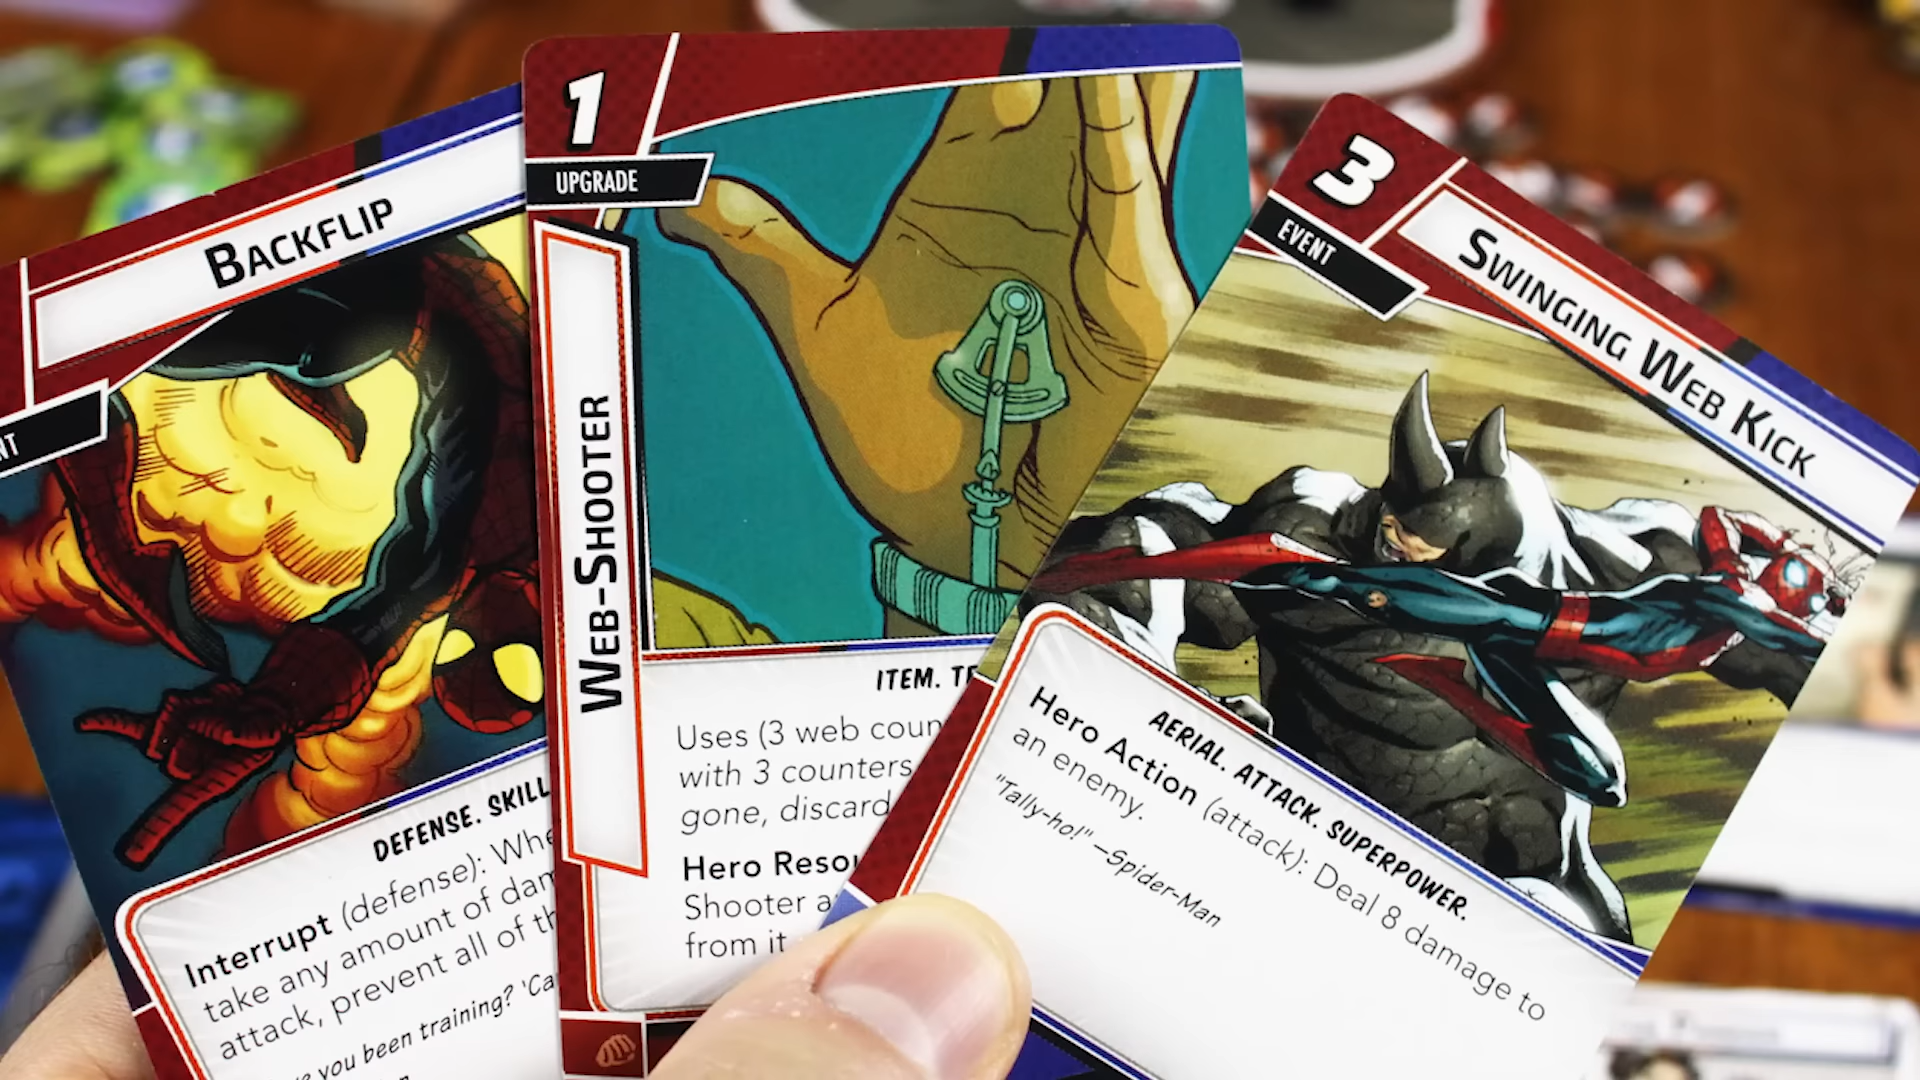 BACKFLIP
DEFENSE. SKILL
Interrupt (defense): Whe
take any amount of dam
attack, prevent all of th
you been training? 'Ca
1
UPGRADE
WEB-SHOOTER
ITEM.
Uses (3 web coun
with 3 counters
gone, discard
Hero Resou
Shooter a
from it
3
EVENT
SWINGING WEB KICK
AERIAL. ATTACK. SUPERPOWER.
Hero Action (attack): Deal 8 damage to
an enemy.
"Tally-ho!" —Spider-Man